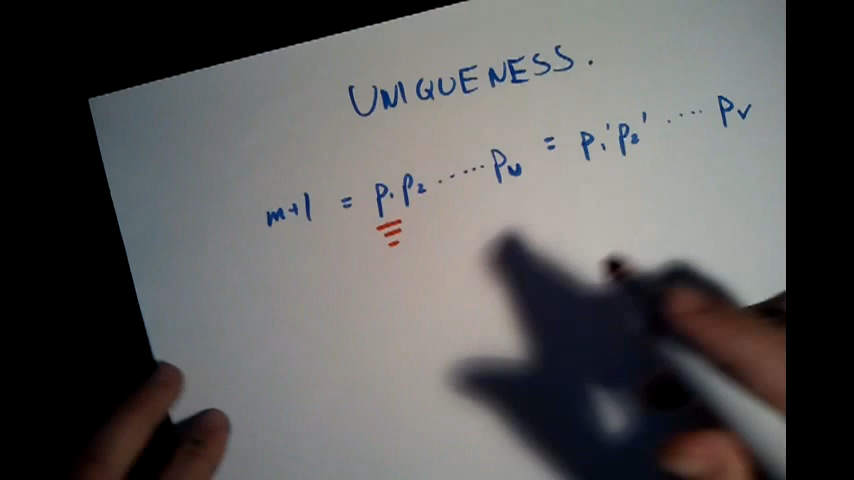 UNIQUENESS.
m+1 = p₁p₂ ...... pᵤ = p₁'p₂' .... pᵥ